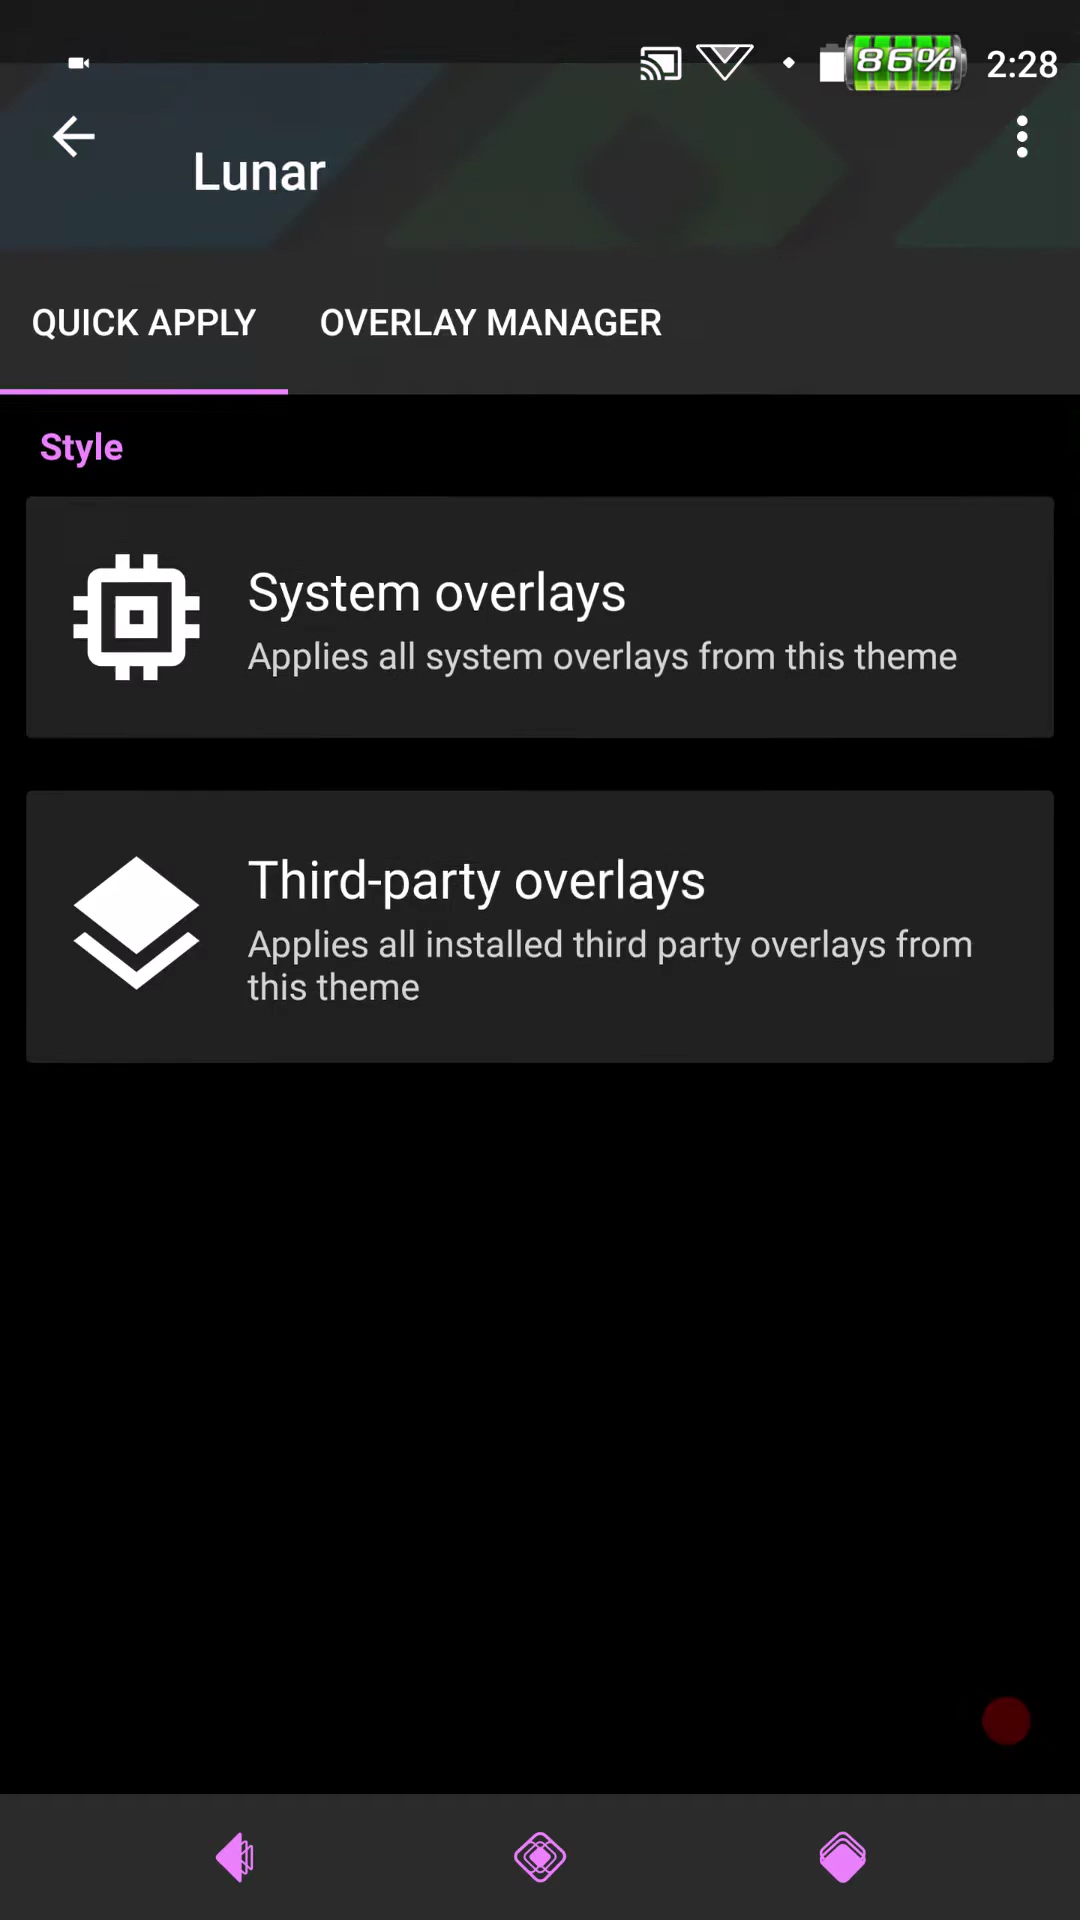 86% 2:28
Lunar
QUICK APPLY OVERLAY MANAGER
Style
System overlays
Applies all system overlays from this theme
Third-party overlays
Applies all installed third party overlays from
this theme